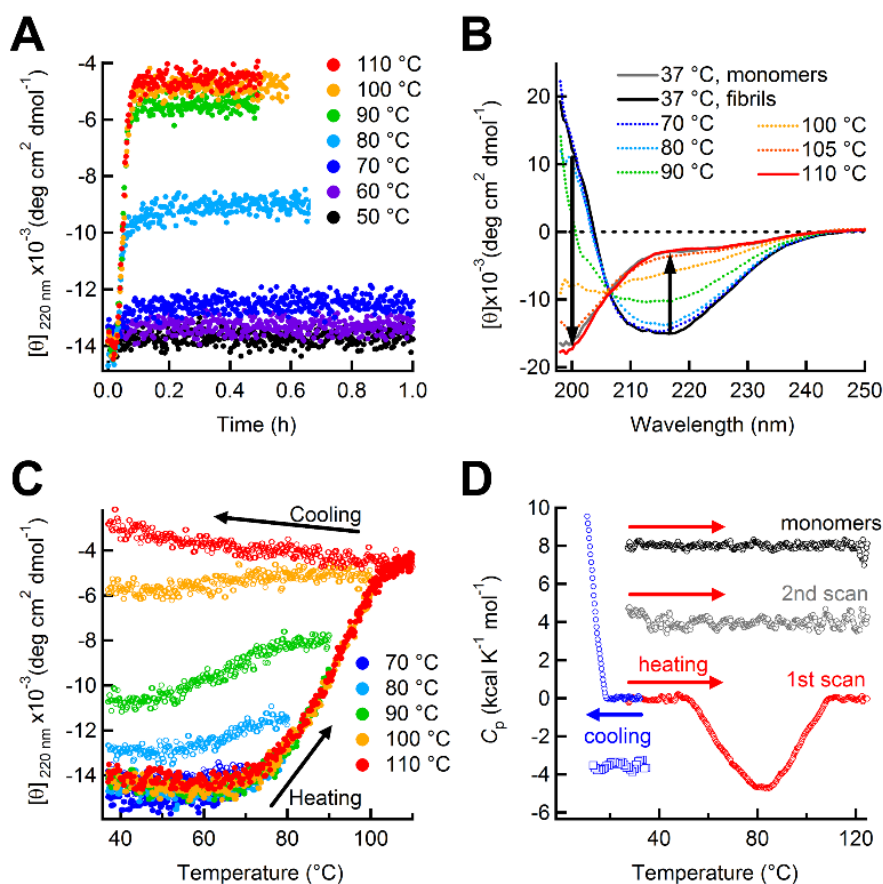 A
[θ] 220 nm x10⁻³ (deg cm² dmol⁻¹)
-4
-6
-8
-10
-12
-14
110 °C
100 °C
90 °C
80 °C
70 °C
60 °C
50 °C
0.0 0.2 0.4 0.6 0.8 1.0
Time (h)
B
[θ]x10⁻³ (deg cm² dmol⁻¹)
20
10
0
-10
-20
37 °C, monomers
37 °C, fibrils
70 °C
80 °C
90 °C
100 °C
105 °C
110 °C
200 210 220 230 240 250
Wavelength (nm)
C
[θ] 220 nm x10⁻³ (deg cm² dmol⁻¹)
-4
-6
-8
-10
-12
-14
Cooling
70 °C
80 °C
90 °C
100 °C
110 °C
Heating
40 60 80 100
Temperature (°C)
D
Cp (kcal K⁻¹ mol⁻¹)
10
8
6
4
2
0
-2
-4
-6
monomers
2nd scan
heating
1st scan
cooling
40 80 120
Temperature (°C)